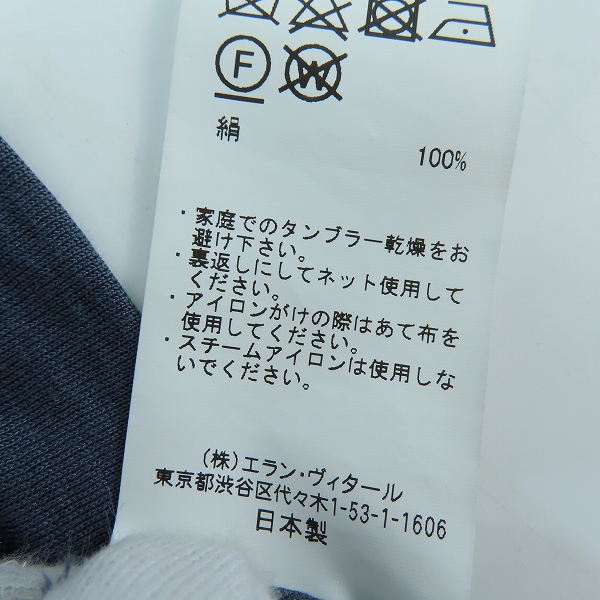 F W
絹
100%
・家庭でのタンブラー乾燥をお
避け下さい。
・裏返しにしてネット使用して
ください。
・アイロンがけの際はあて布を
使用してください。
・スチームアイロンは使用しな
いでください。
(株)エラン・ヴィタール
東京都渋谷区代々木1-53-1-1606
日本製